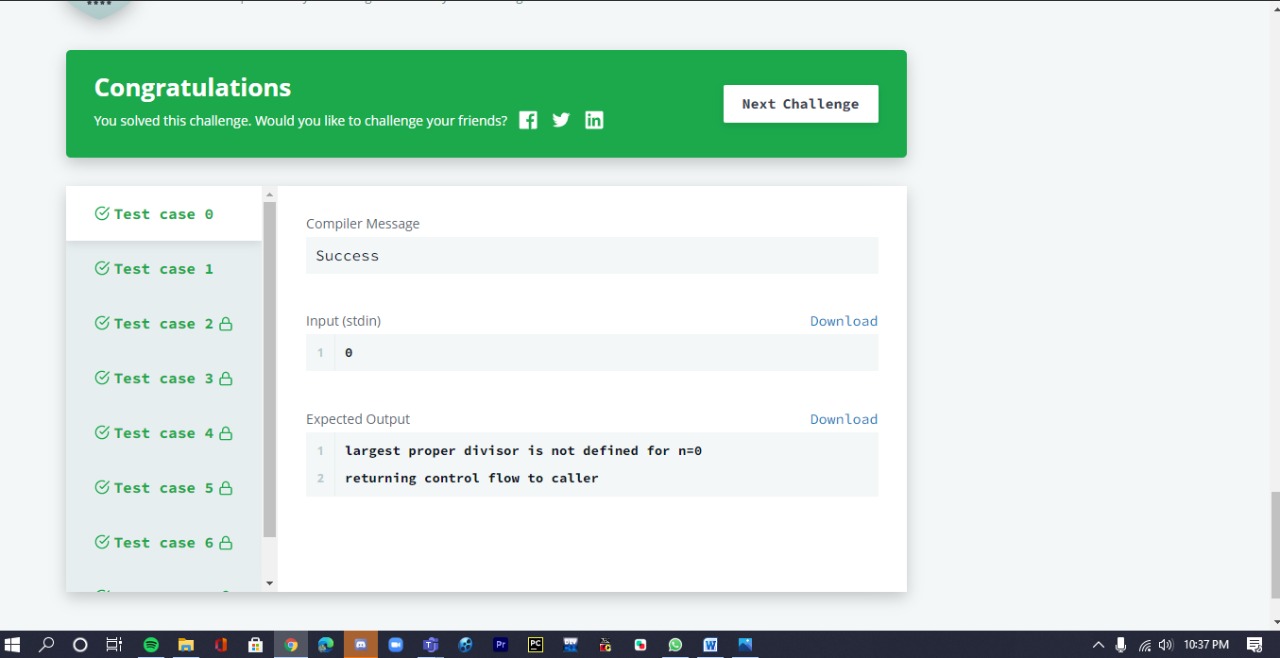 Congratulations
You solved this challenge. Would you like to challenge your friends?
Next Challenge
Test case 0
Test case 1
Test case 2
Test case 3
Test case 4
Test case 5
Test case 6
Compiler Message
Success
Input (stdin)
Download
1 0
Expected Output
Download
1 largest proper divisor is not defined for n=0
2 returning control flow to caller
10:37 PM